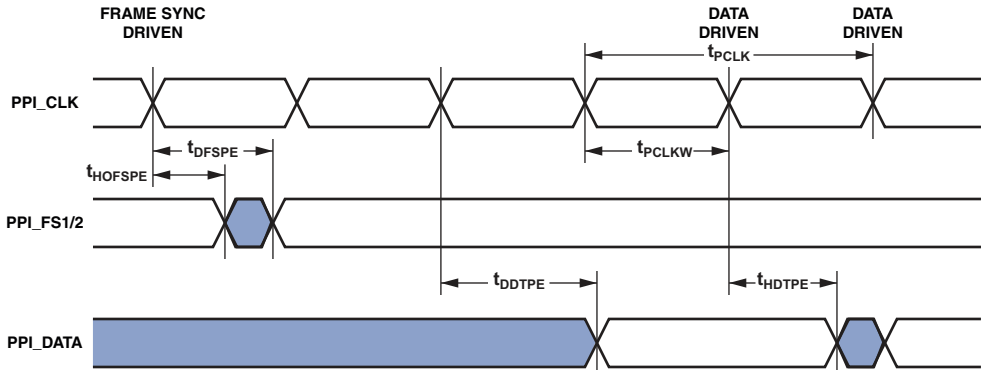 FRAME SYNC
DRIVEN
DATA
DRIVEN
DATA
DRIVEN
tPCLK
PPI_CLK
tDFSPE
tPCLKW
tHOFSPE
PPI_FS1/2
tDDTPE
tHDTPE
PPI_DATA